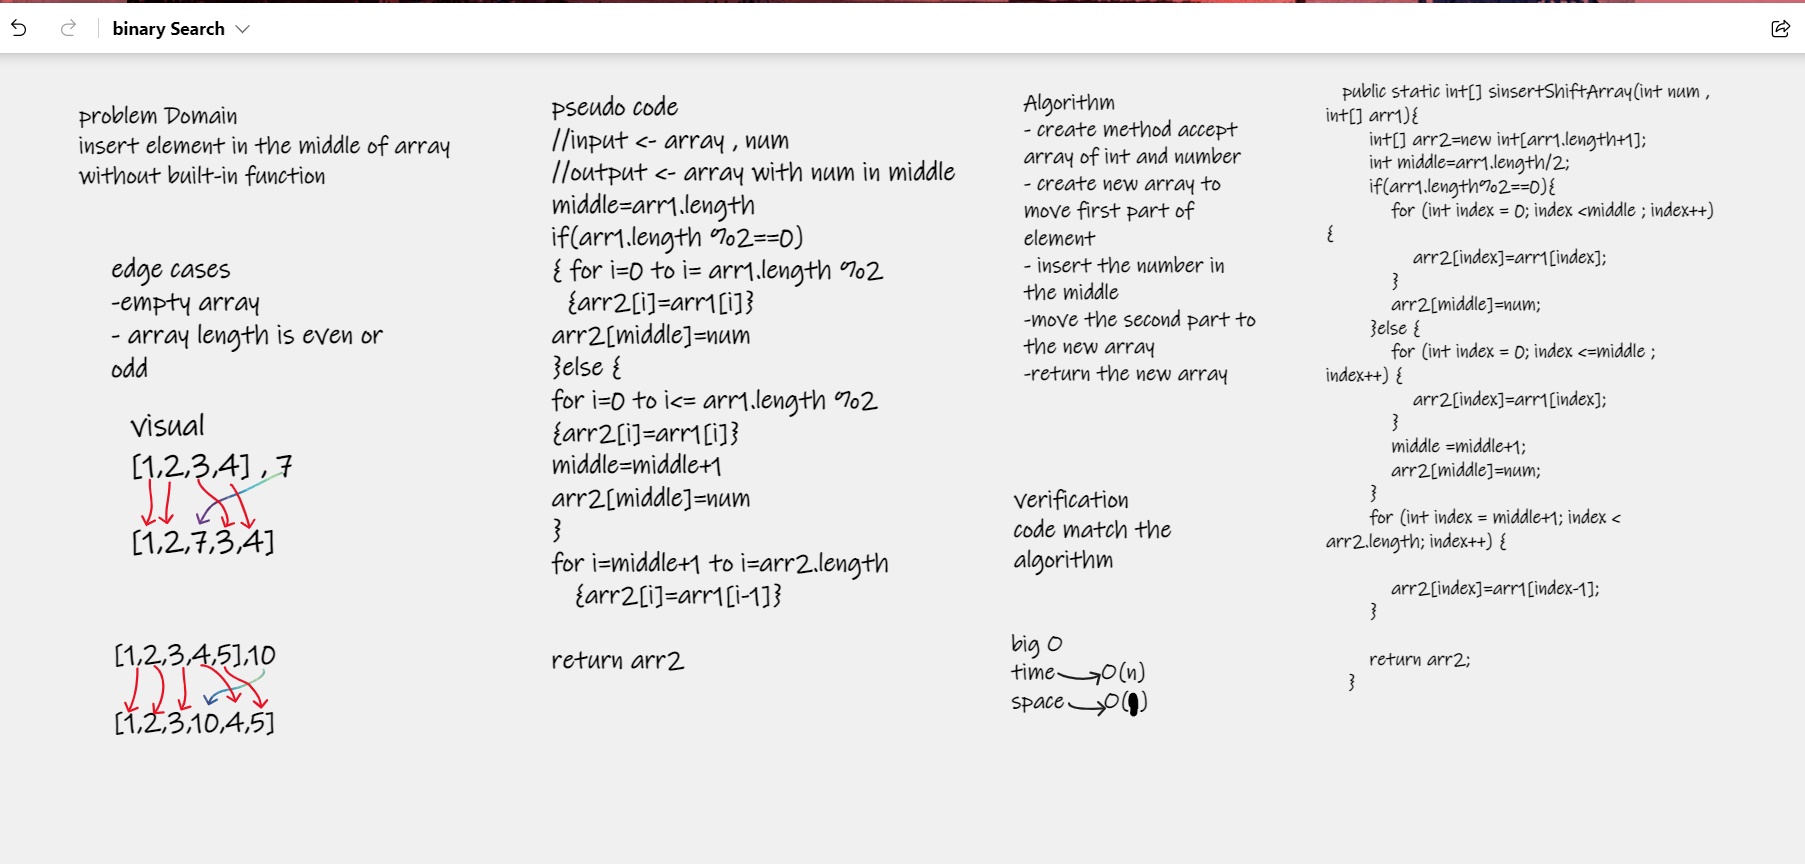 binary Search
problem Domain
insert element in the middle of array
without built-in function
edge cases
-empty array
- array length is even or
odd
visual
[1,2,3,4] , 7
[1,2,7,3,4]
[1,2,3,4,5],10
[1,2,3,10,4,5]
pseudo code
//input <- array , num
//output <- array with num in middle
middle=arr1.length
if(arr1.length %2==0)
{ for i=0 to i= arr1.length %2
{arr2[i]=arr1[i]}
arr2[middle]=num
}else {
for i=0 to i<= arr1.length %2
{arr2[i]=arr1[i]}
middle=middle+1
arr2[middle]=num
}
for i=middle+1 to i=arr2.length
{arr2[i]=arr1[i-1]}
return arr2
Algorithm
- create method accept
array of int and number
- create new array to
move first part of
element
- insert the number in
the middle
-move the second part to
the new array
-return the new array
verification
code match the
algorithm
big O
time O(n)
space O( )
public static int[] sinsertShiftArray(int num ,
int[] arr1){
int[] arr2=new int[arr1.length+1];
int middle=arr1.length/2;
if(arr1.length%2==0){
for (int index = 0; index <middle ; index++)
{
arr2[index]=arr1[index];
}
arr2[middle]=num;
}else {
for (int index = 0; index <=middle ;
index++) {
arr2[index]=arr1[index];
}
middle =middle+1;
arr2[middle]=num;
}
for (int index = middle+1; index <
arr2.length; index++) {
arr2[index]=arr1[index-1];
}
return arr2;
}